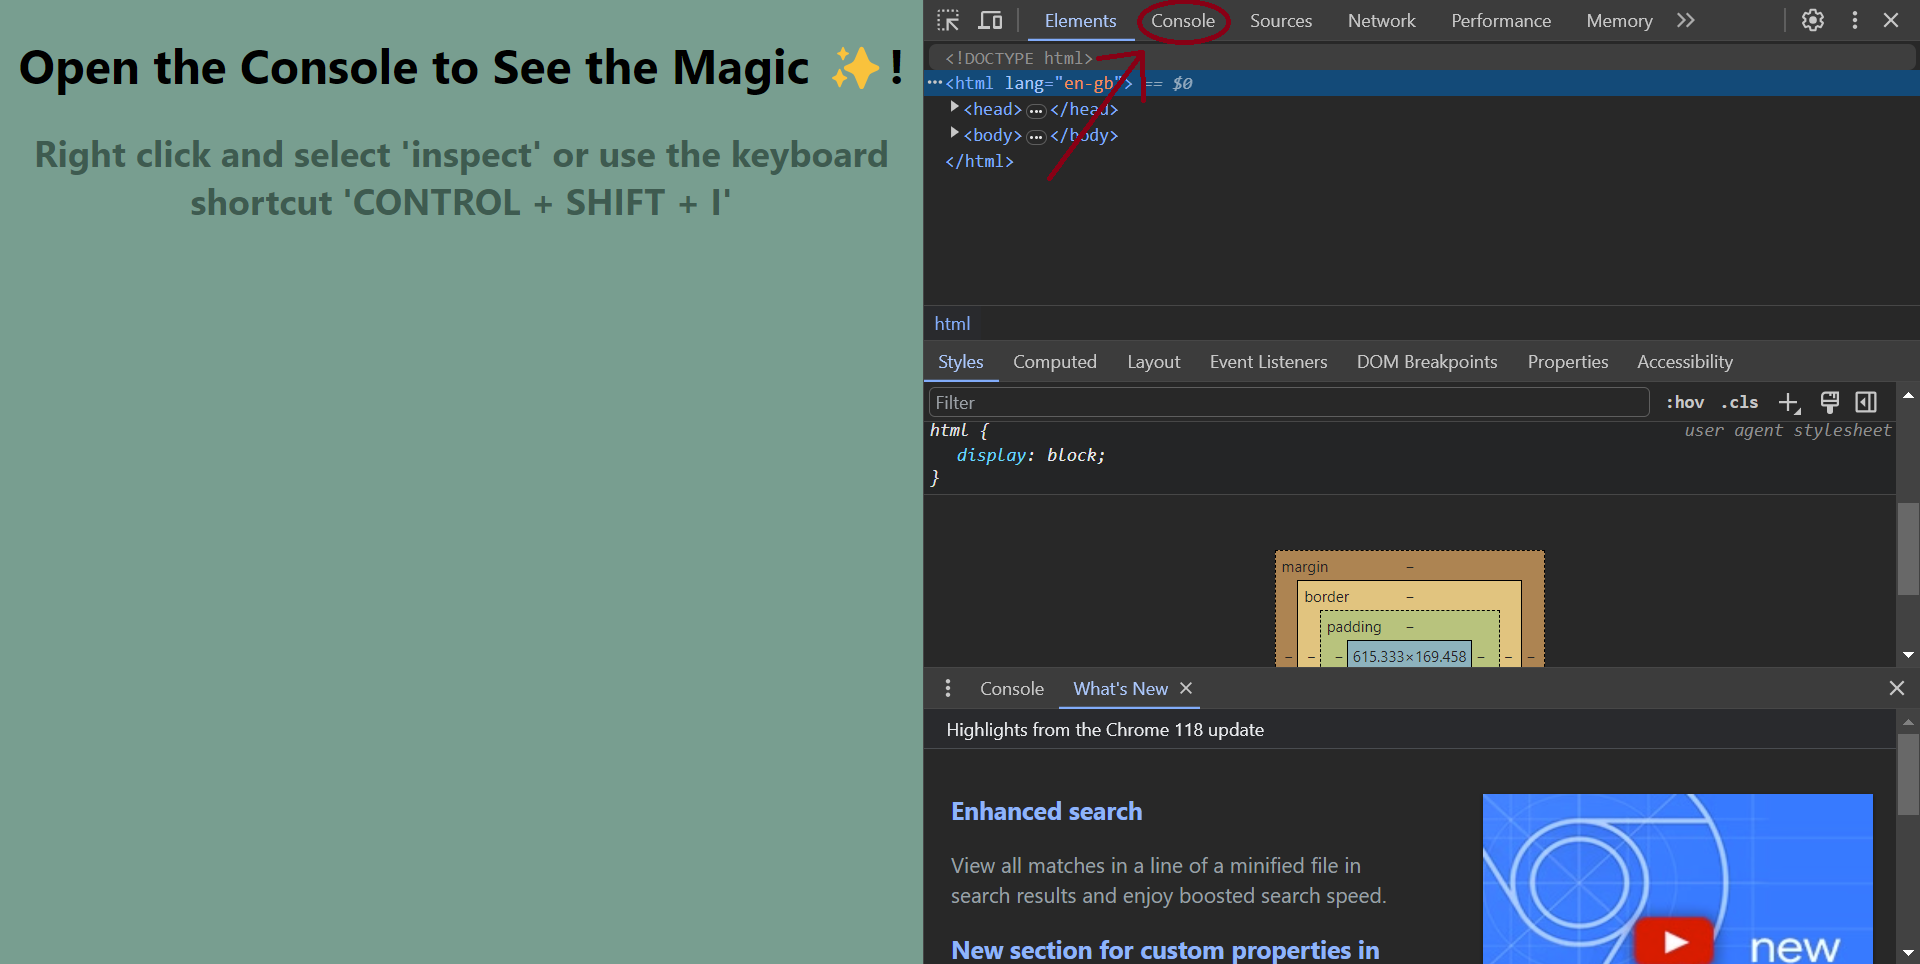 Open the Console to See the Magic ✨!
Right click and select 'inspect' or use the keyboard
shortcut 'CONTROL + SHIFT + I'
Elements Console Sources Network Performance Memory
<!DOCTYPE html>
<html lang="en-gb"> == $0
<head> … </head>
<body> … </body>
</html>
html
Styles Computed Layout Event Listeners DOM Breakpoints Properties Accessibility
Filter :hov .cls
html { user agent stylesheet
display: block;
}
margin –
border –
padding –
– – – 615.333×169.458 – – –
Console What's New
Highlights from the Chrome 118 update
Enhanced search
View all matches in a line of a minified file in
search results and enjoy boosted search speed.
New section for custom properties in
new